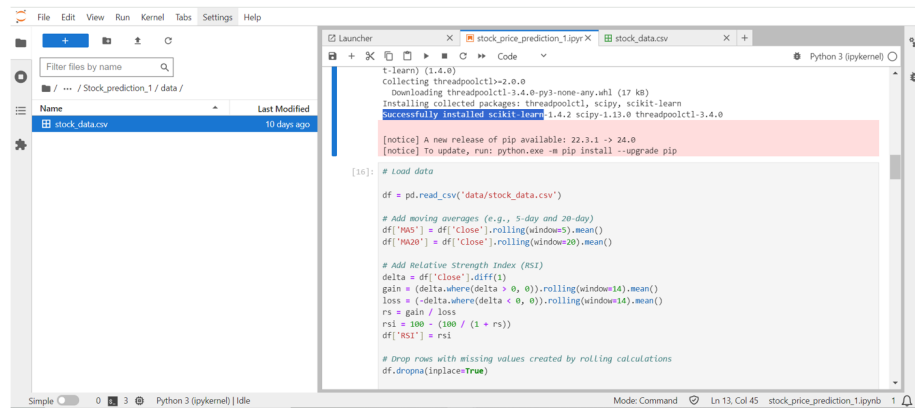 File Edit View Run Kernel Tabs Settings Help
Filter files by name
/ ··· / Stock_prediction_1 / data /
Name Last Modified
stock_data.csv 10 days ago
Launcher stock_price_prediction_1.ipyr stock_data.csv
Code Python 3 (ipykernel)
t-learn) (1.4.0)
Collecting threadpoolctl>=2.0.0
Downloading threadpoolctl-3.4.0-py3-none-any.whl (17 kB)
Installing collected packages: threadpoolctl, scipy, scikit-learn
Successfully installed scikit-learn-1.4.2 scipy-1.13.0 threadpoolctl-3.4.0
[notice] A new release of pip available: 22.3.1 -> 24.0
[notice] To update, run: python.exe -m pip install --upgrade pip
[16]: # Load data
df = pd.read_csv('data/stock_data.csv')
# Add moving averages (e.g., 5-day and 20-day)
df['MA5'] = df['Close'].rolling(window=5).mean()
df['MA20'] = df['Close'].rolling(window=20).mean()
# Add Relative Strength Index (RSI)
delta = df['Close'].diff(1)
gain = (delta.where(delta > 0, 0)).rolling(window=14).mean()
loss = (-delta.where(delta < 0, 0)).rolling(window=14).mean()
rs = gain / loss
rsi = 100 - (100 / (1 + rs))
df['RSI'] = rsi
# Drop rows with missing values created by rolling calculations
df.dropna(inplace=True)
Simple 0 3 Python 3 (ipykernel) | Idle Mode: Command Ln 13, Col 45 stock_price_prediction_1.ipynb 1